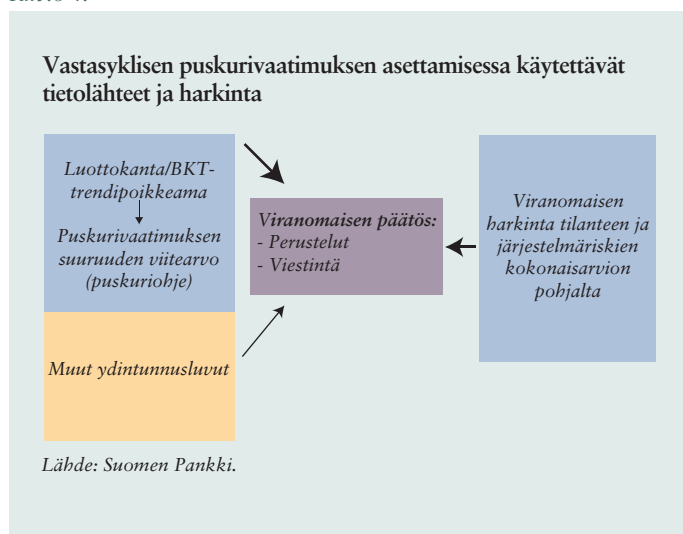 Vastasyklisen puskurivaatimuksen asettamisessa käytettävät
tietolähteet ja harkinta
Luottokanta/BKT-
trendipoikkeama
Puskurivaatimuksen
suuruuden viitearvo
(puskuriohje)
Muut ydintunnusluvut
Viranomaisen päätös:
- Perustelut
- Viestintä
Viranomaisen
harkinta tilanteen ja
järjestelmäriskien
kokonaisarvion
pohjalta
Lähde: Suomen Pankki.